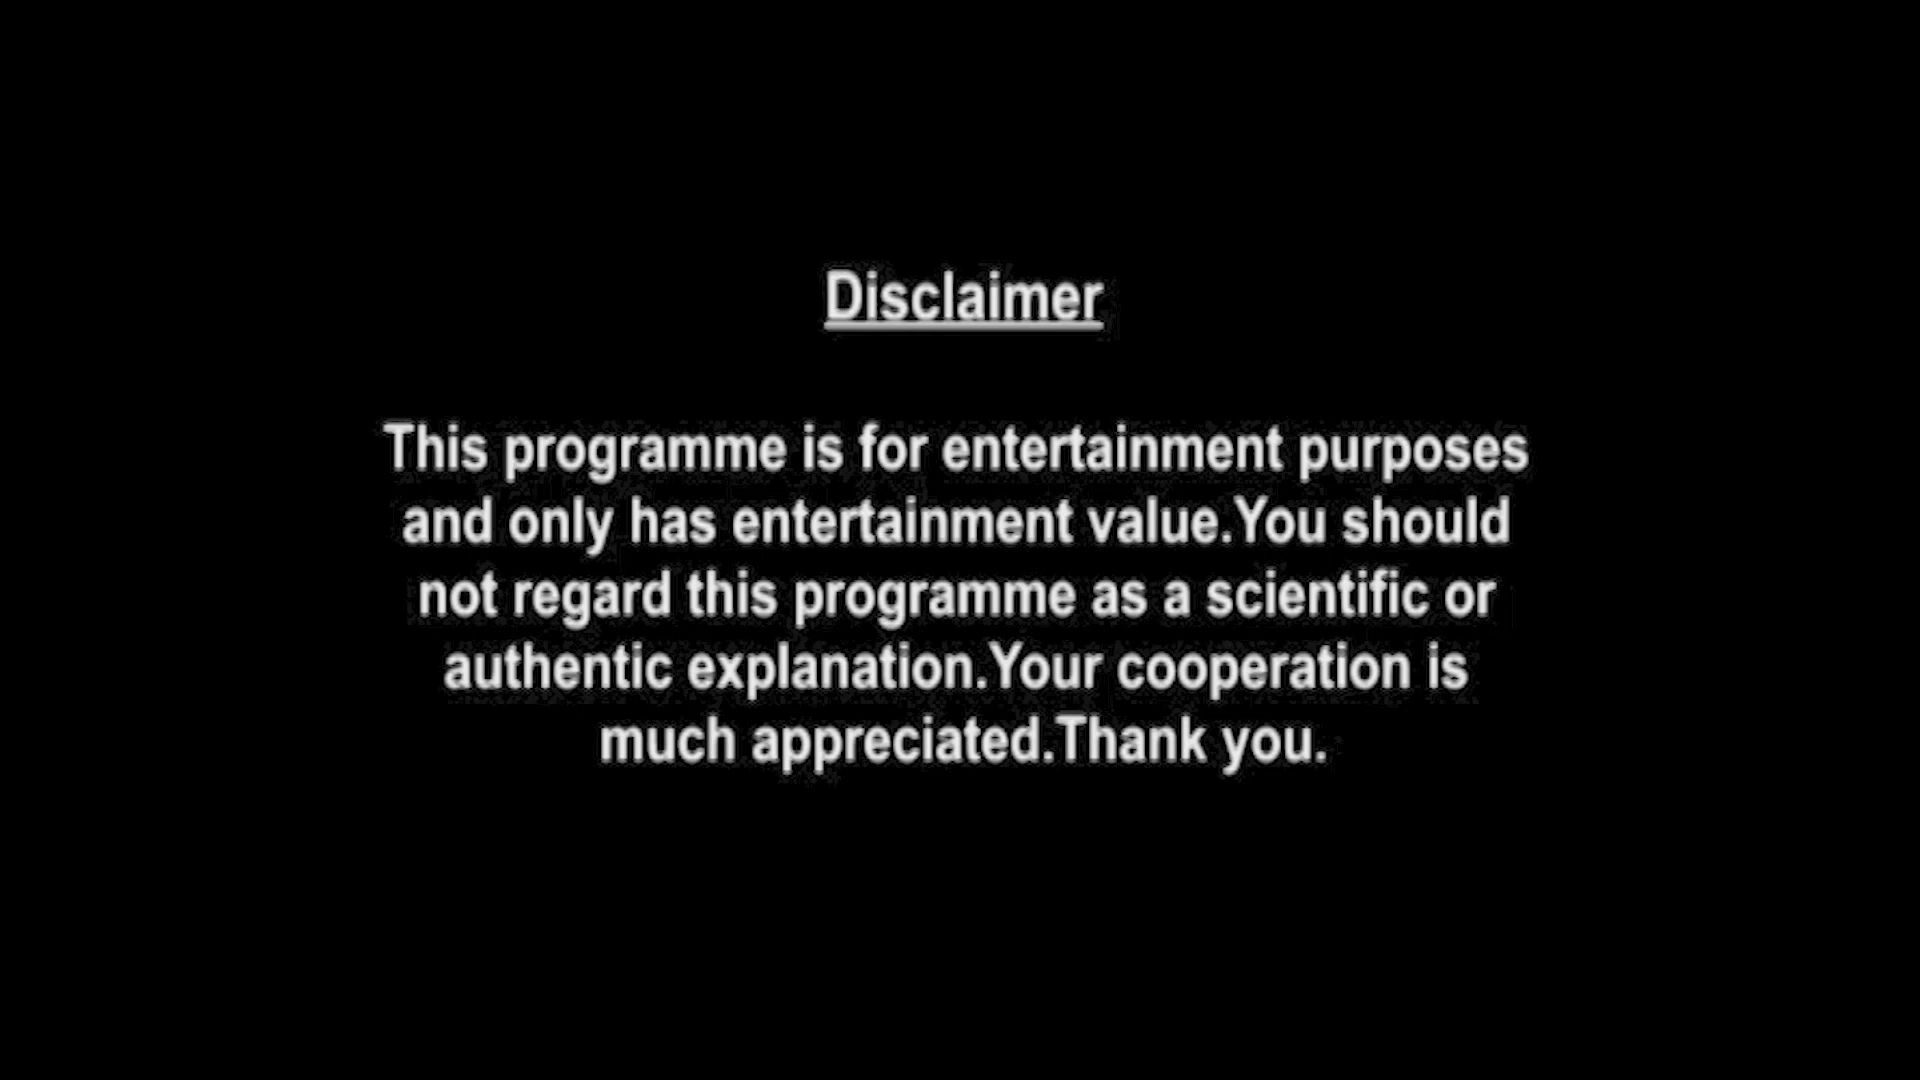 Disclaimer
This programme is for entertainment purposes
and only has entertainment value.You should
not regard this programme as a scientific or
authentic explanation.Your cooperation is
much appreciated.Thank you.